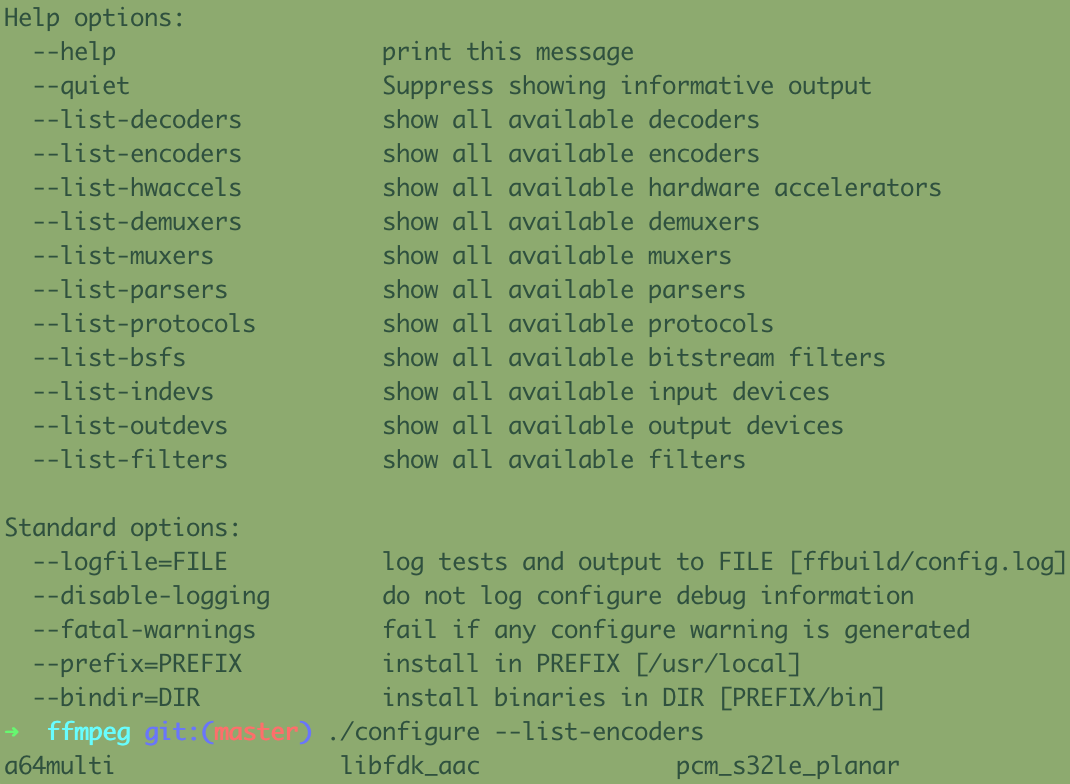 Help options:
  --help                   print this message
  --quiet                  Suppress showing informative output
  --list-decoders          show all available decoders
  --list-encoders          show all available encoders
  --list-hwaccels          show all available hardware accelerators
  --list-demuxers          show all available demuxers
  --list-muxers            show all available muxers
  --list-parsers           show all available parsers
  --list-protocols         show all available protocols
  --list-bsfs              show all available bitstream filters
  --list-indevs            show all available input devices
  --list-outdevs           show all available output devices
  --list-filters           show all available filters

Standard options:
  --logfile=FILE           log tests and output to FILE [ffbuild/config.log]
  --disable-logging        do not log configure debug information
  --fatal-warnings         fail if any configure warning is generated
  --prefix=PREFIX          install in PREFIX [/usr/local]
  --bindir=DIR             install binaries in DIR [PREFIX/bin]
➜  ffmpeg git:(master) ./configure --list-encoders
a64multi                libfdk_aac              pcm_s32le_planar